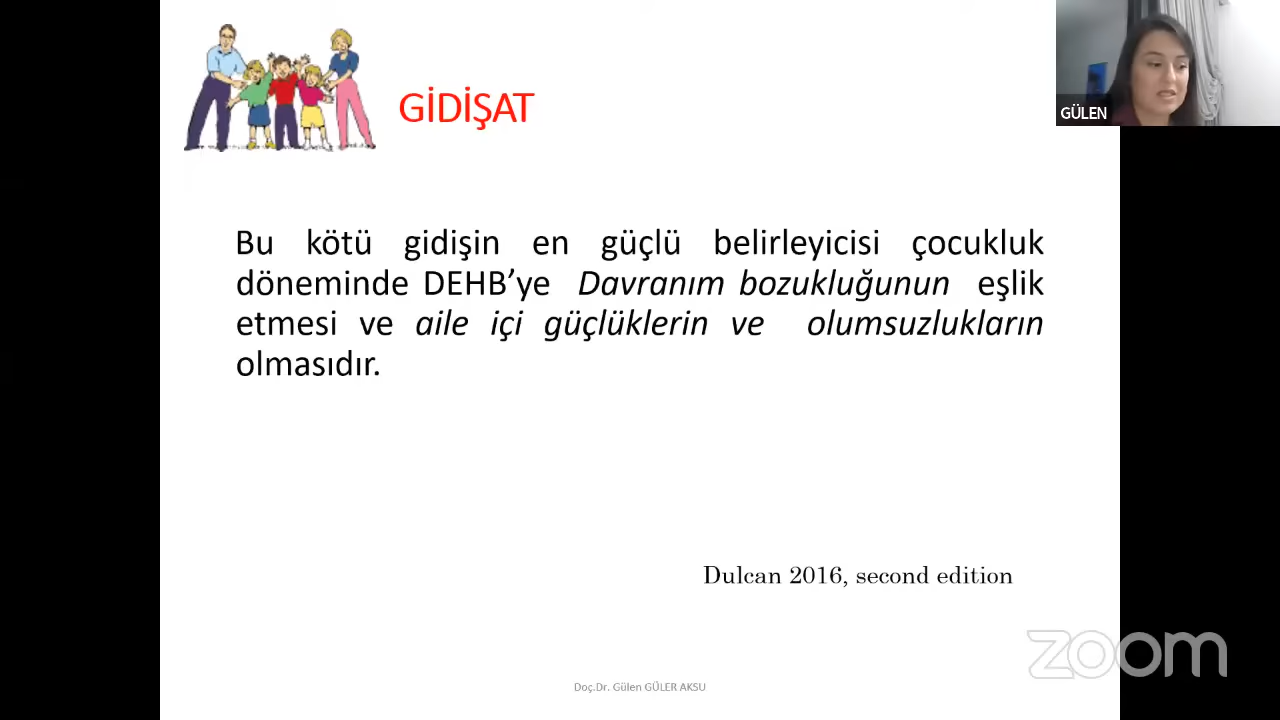 GİDİŞAT
GÜLEN
Bu kötü gidişin en güçlü belirleyicisi çocukluk
döneminde DEHB’ye Davranım bozukluğunun eşlik
etmesi ve aile içi güçlüklerin ve olumsuzlukların
olmasıdır.
Dulcan 2016, second edition
zoom
Doç.Dr. Gülen GÜLER AKSU